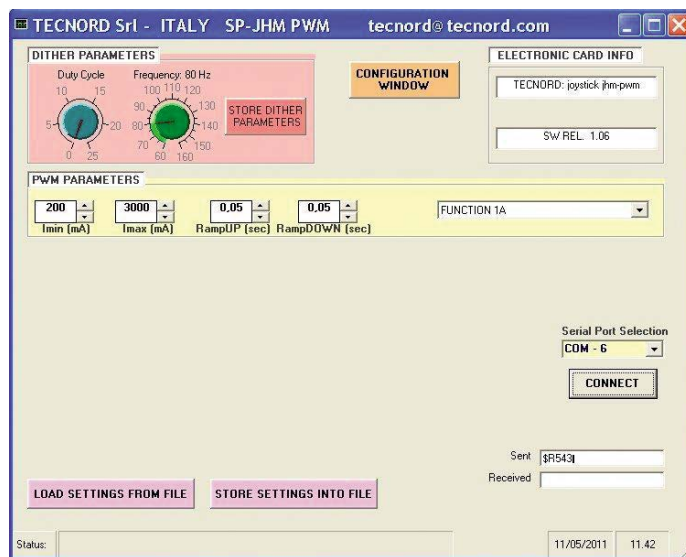 TECNORD Srl - ITALY SP-JHM PWM tecnord@tecnord.com
DITHER PARAMETERS
Duty Cycle
10 15
5 20
0 25
Frequency: 80 Hz
100 110 120
90 130
80 140
70 150
60 160
STORE DITHER
PARAMETERS
CONFIGURATION
WINDOW
ELECTRONIC CARD INFO
TECNORD: joystick jhm-pwm
SW REL. 1.06
PWM PARAMETERS
200 3000 0,05 0,05 FUNCTION 1A
Imin (mA) Imax (mA) RampUP (sec) RampDOWN (sec)
Serial Port Selection
COM - 6
CONNECT
Sent $R543
Received
LOAD SETTINGS FROM FILE STORE SETTINGS INTO FILE
Status: 11/05/2011 11.42